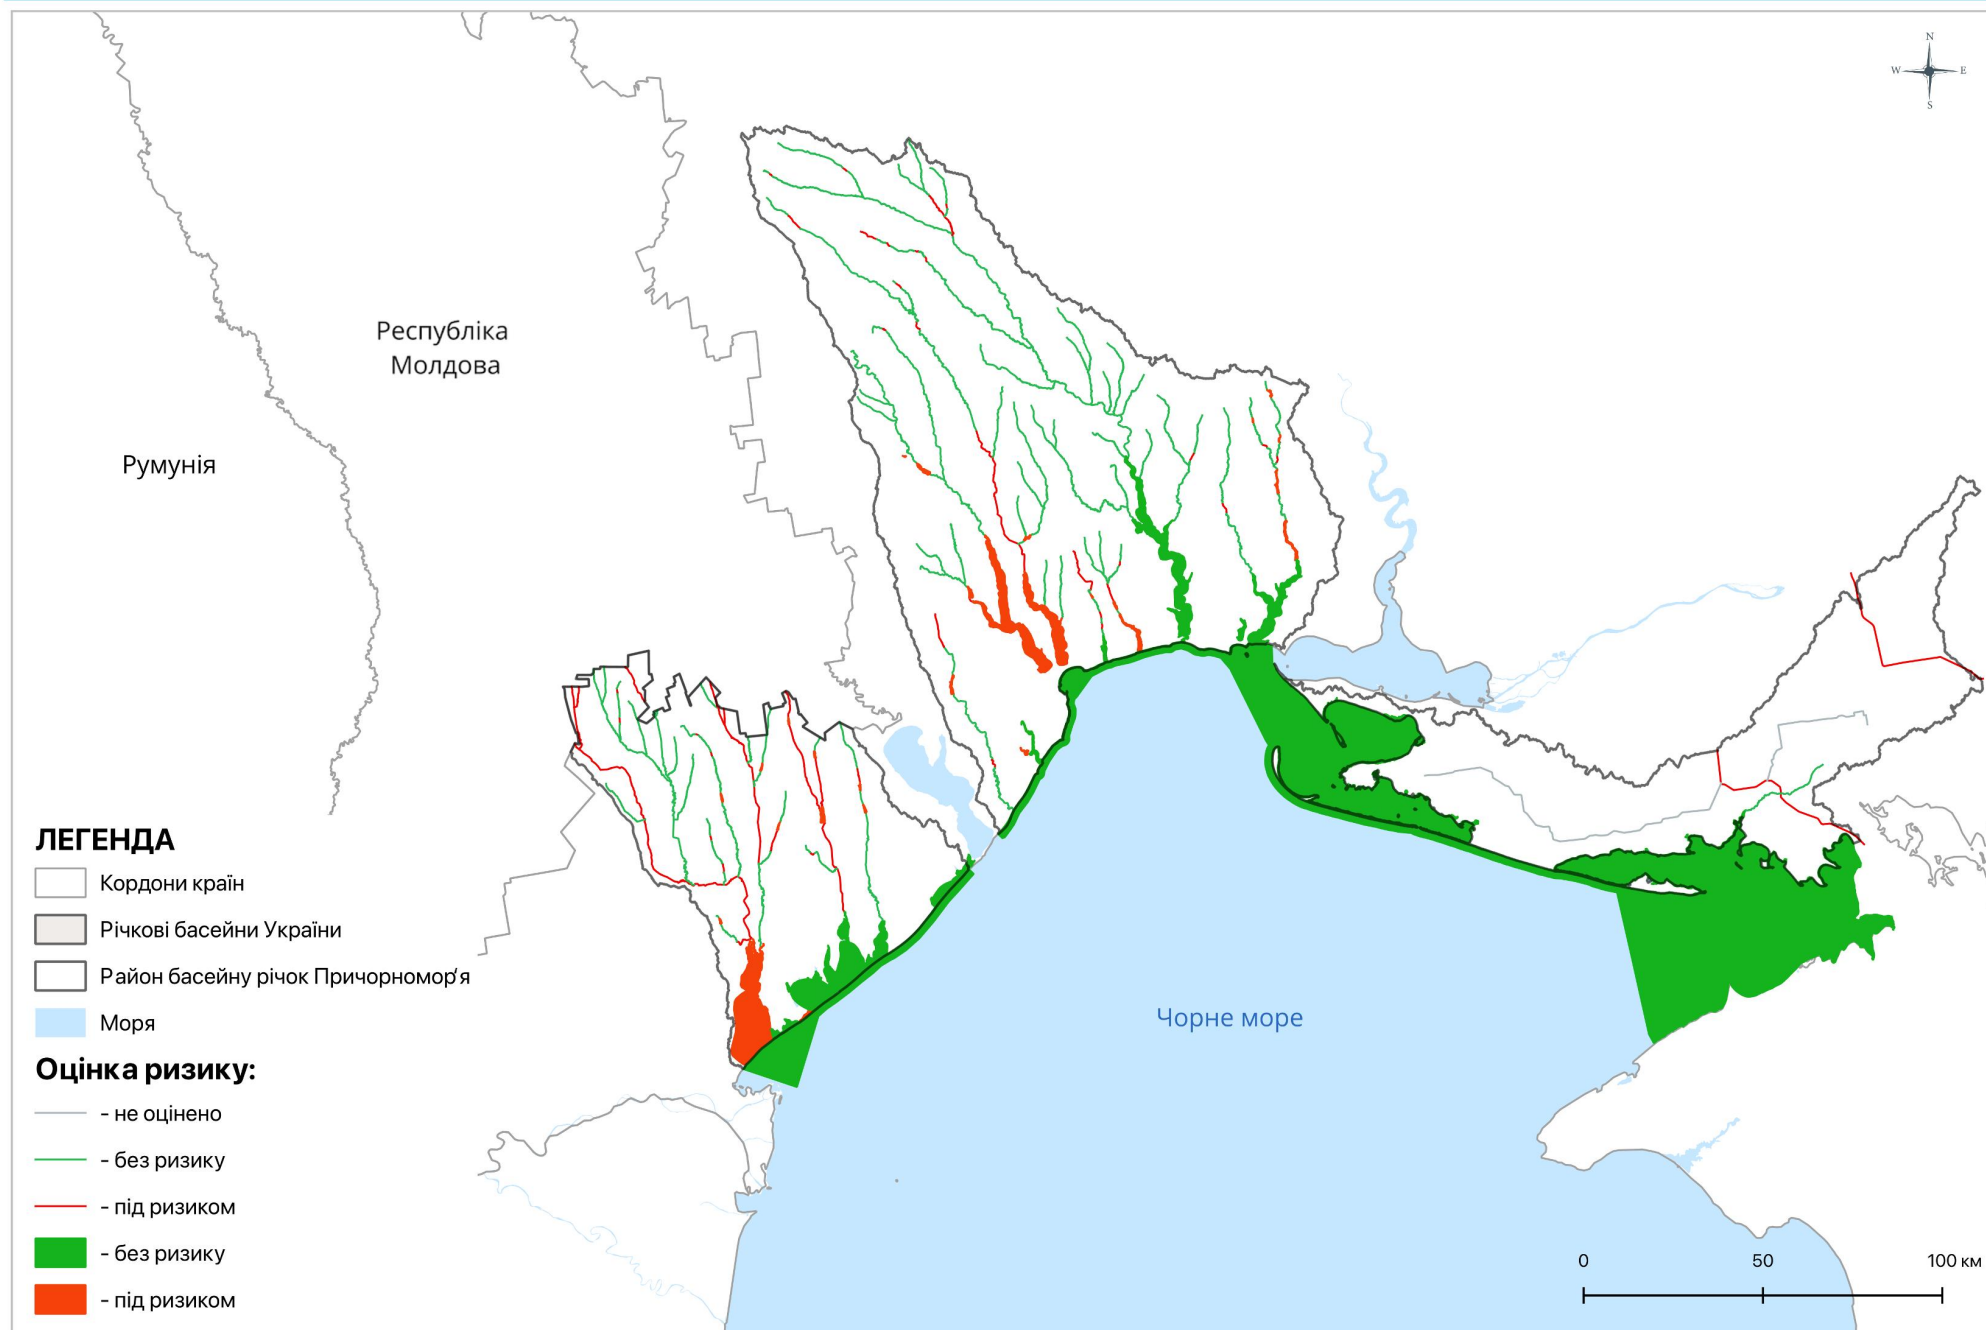 N
W E
S
Республіка
Молдова
Румунія
ЛЕГЕНДА
Кордони країн
Річкові басейни України
Район басейну річок Причорномор'я
Моря
Оцінка ризику:
- не оцінено
- без ризику
- під ризиком
- без ризику
- під ризиком
Чорне море
0 50 100 км